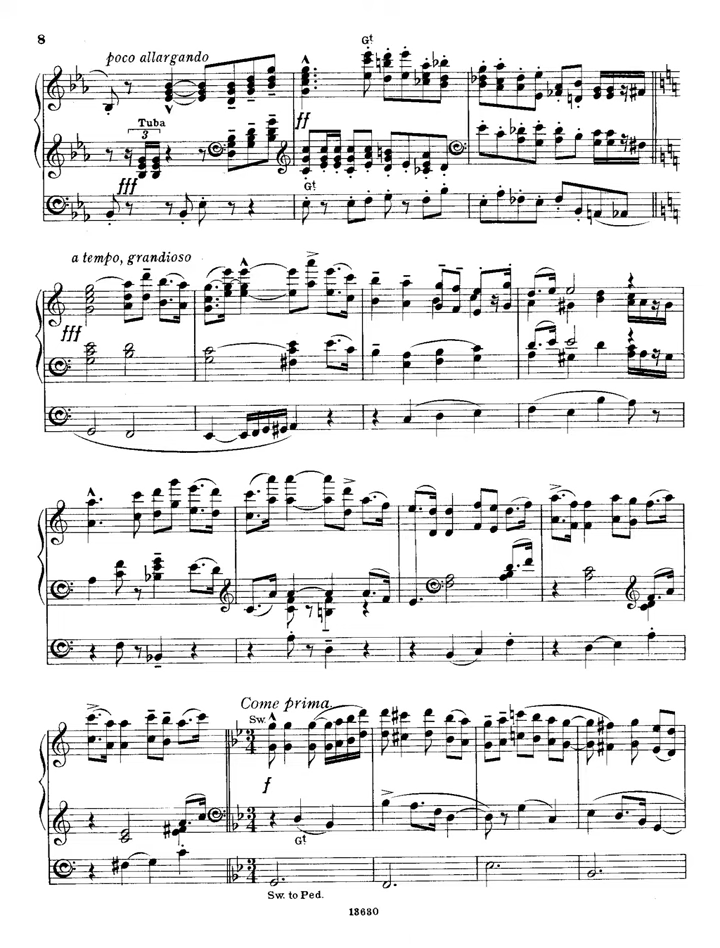 8
poco allargando
Gt
Tuba
3
ff
fff
Gt
a tempo, grandioso
fff
Come prima.
Sw.
f
Gt
Sw. to Ped.
13630